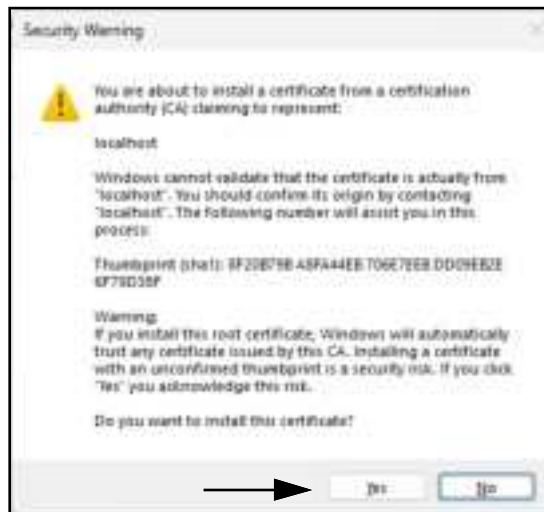 Security Warning
You are about to install a certificate from a certification
authority (CA) claiming to represent:
localhost
Windows cannot validate that the certificate is actually from
"localhost". You should confirm its origin by contacting
"localhost". The following number will assist you in this
process:
Thumbprint (sha1):
Warning:
If you install this root certificate, Windows will automatically
trust any certificate issued by this CA. Installing a certificate
with an unconfirmed thumbprint is a security risk. If you click
"Yes" you acknowledge this risk.
Do you want to install this certificate?
Yes No